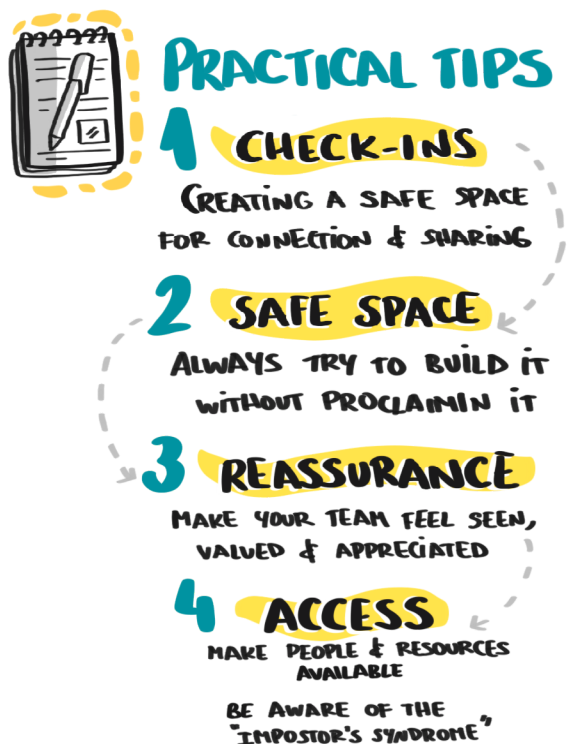 PRACTICAL TIPS
1 CHECK-INS
CREATING A SAFE SPACE
FOR CONNECTION & SHARING
2 SAFE SPACE
ALWAYS TRY TO BUILD IT
WITHOUT PROCLAIMIN IT
3 REASSURANCE
MAKE YOUR TEAM FEEL SEEN,
VALUED & APPRECIATED
4 ACCESS
MAKE PEOPLE & RESOURCES
AVAILABLE
BE AWARE OF THE
"IMPOSTOR'S SYNDROME"